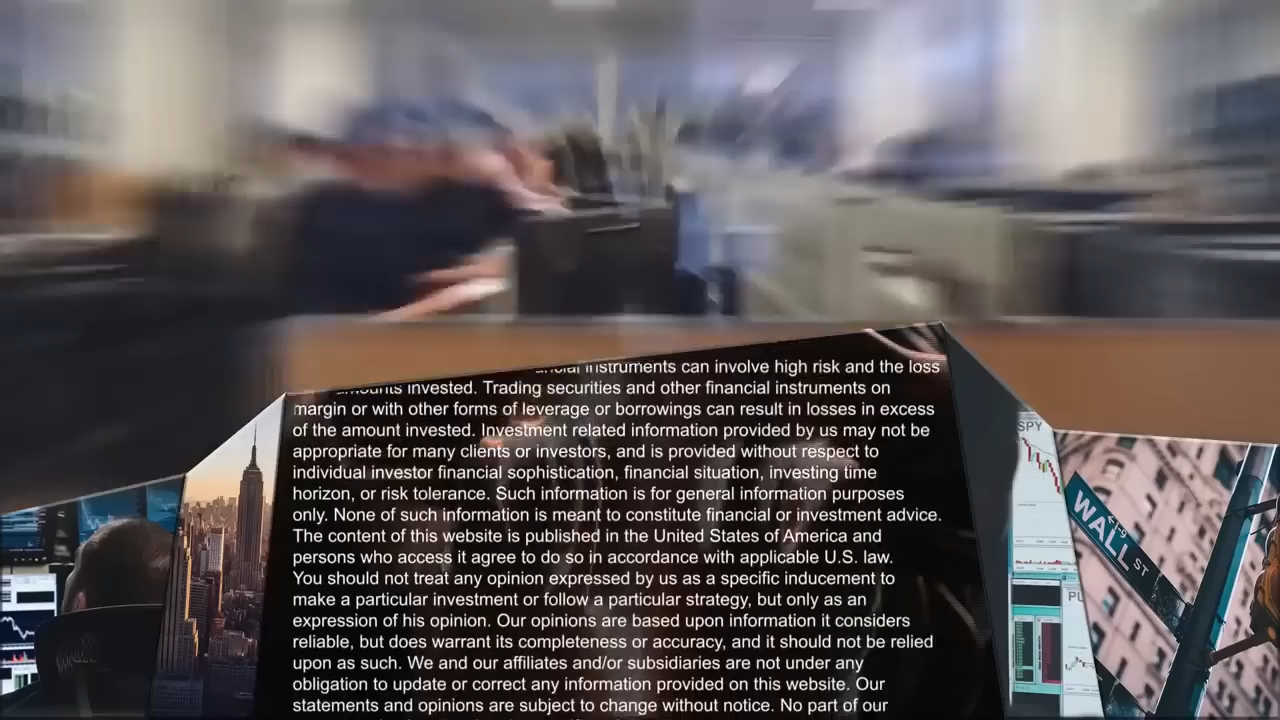 instruments can involve high risk and the loss
invested. Trading securities and other financial instruments on
margin or with other forms of leverage or borrowings can result in losses in excess
of the amount invested. Investment related information provided by us may not be
appropriate for many clients or investors, and is provided without respect to
individual investor financial sophistication, financial situation, investing time
horizon, or risk tolerance. Such information is for general information purposes
only. None of such information is meant to constitute financial or investment advice.
The content of this website is published in the United States of America and
persons who access it agree to do so in accordance with applicable U.S. law.
You should not treat any opinion expressed by us as a specific inducement to
make a particular investment or follow a particular strategy, but only as an
expression of his opinion. Our opinions are based upon information it considers
reliable, but does warrant its completeness or accuracy, and it should not be relied
upon as such. We and our affiliates and/or subsidiaries are not under any
obligation to update or correct any information provided on this website. Our
statements and opinions are subject to change without notice. No part of our
SPY
WALL ST